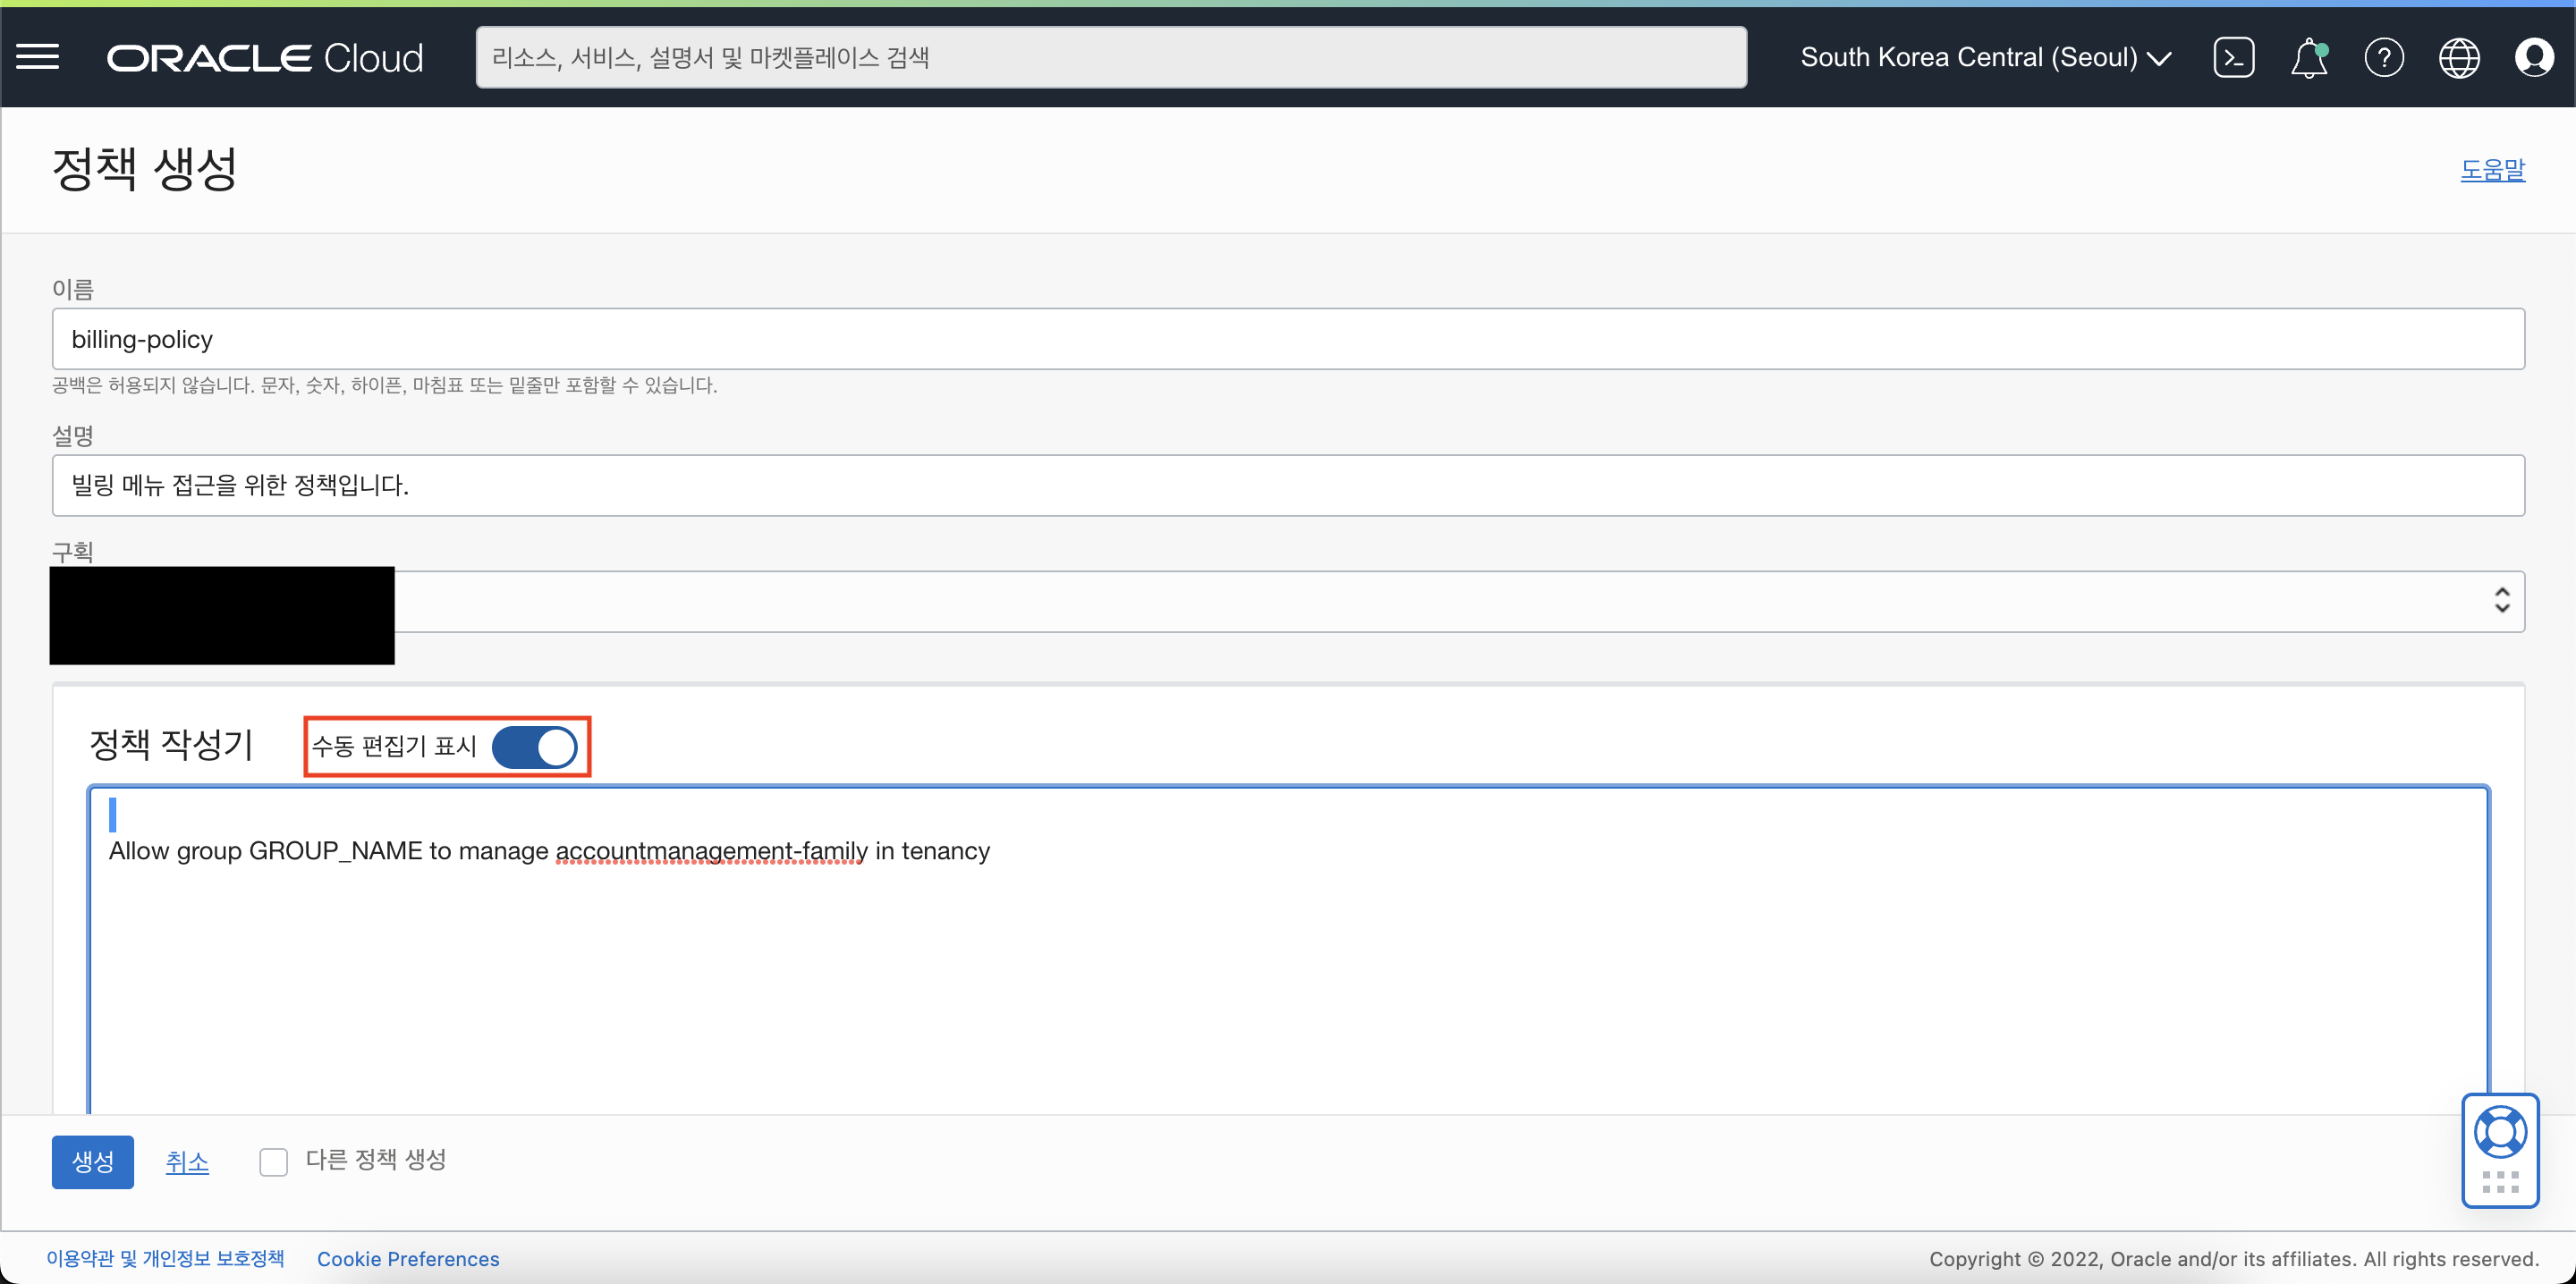 ORACLE Cloud
리소스, 서비스, 설명서 및 마켓플레이스 검색
South Korea Central (Seoul)
정책 생성
도움말
이름
billing-policy
공백은 허용되지 않습니다. 문자, 숫자, 하이픈, 마침표 또는 밑줄만 포함할 수 있습니다.
설명
빌링 메뉴 접근을 위한 정책입니다.
구획
정책 작성기
수동 편집기 표시
Allow group GROUP_NAME to manage accountmanagement-family in tenancy
생성
취소
다른 정책 생성
이용약관 및 개인정보 보호정책
Cookie Preferences
Copyright © 2022, Oracle and/or its affiliates. All rights reserved.